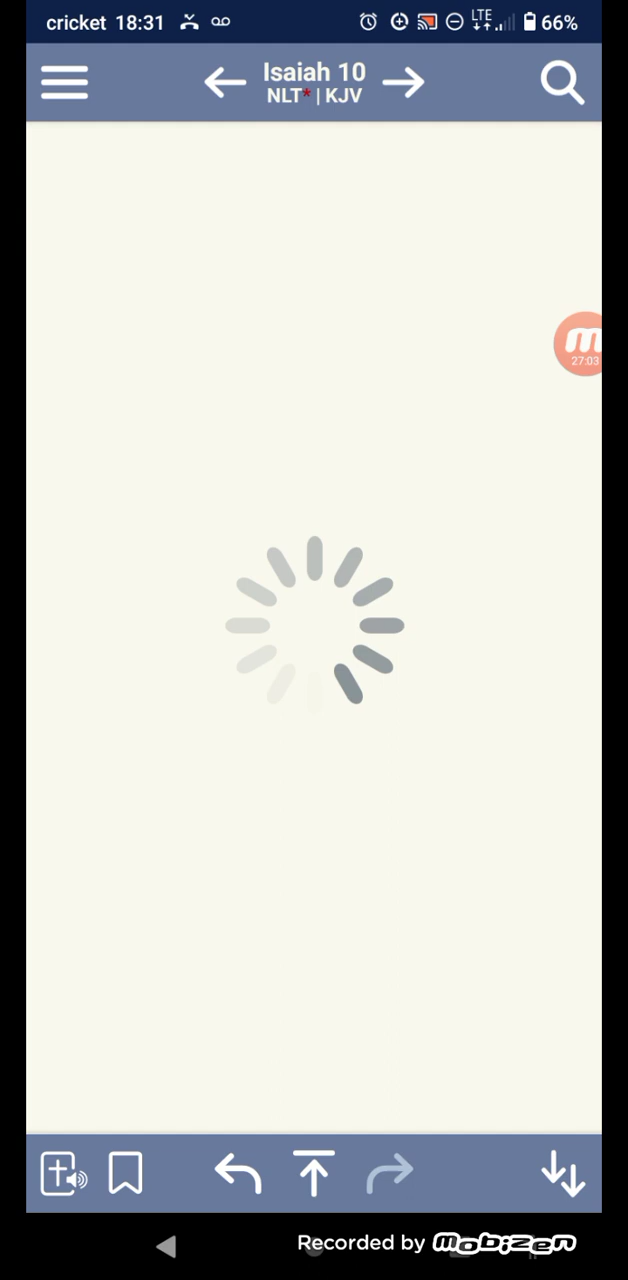 cricket 18:31 LTE 66%
Isaiah 10
NLT* | KJV
m
27:03
Recorded by mobizen